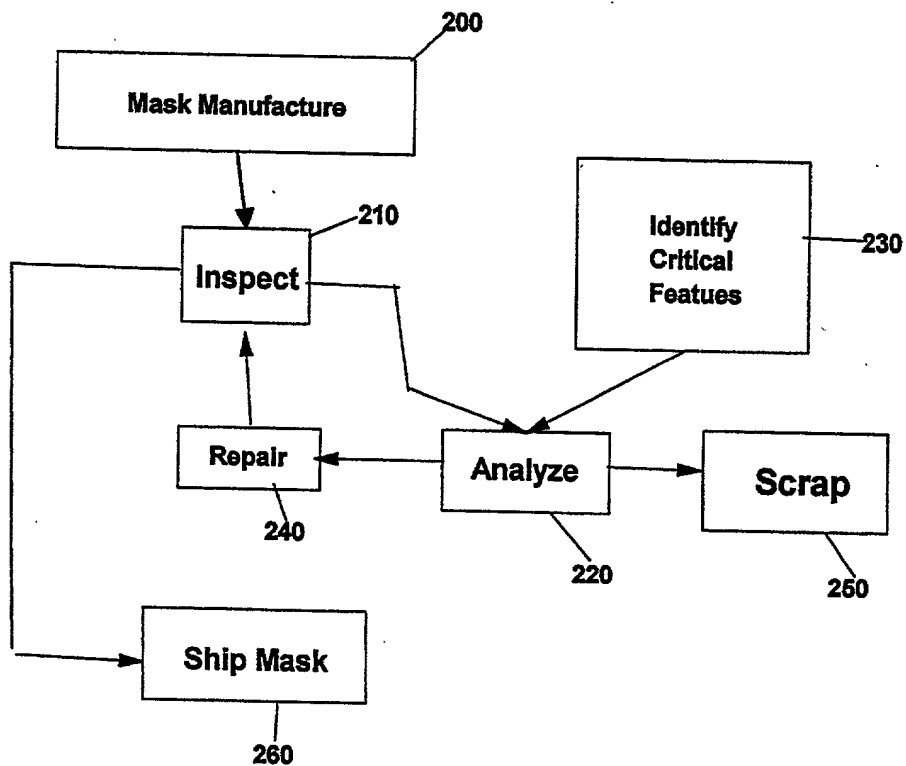 200
Mask Manufacture
210
Inspect
Identify
Critical
Featues
230
Repair
240
Analyze
220
Scrap
250
Ship Mask
260